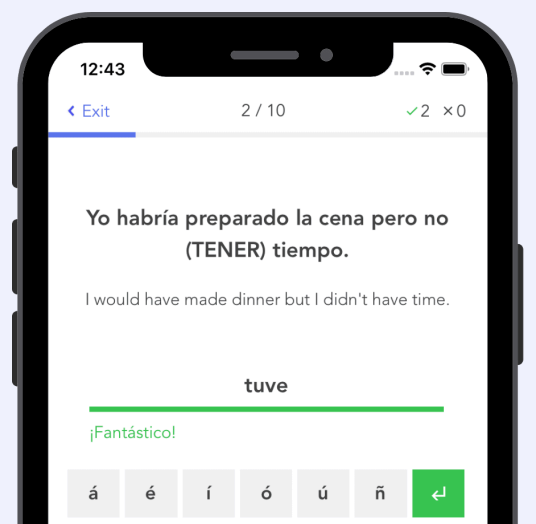 12:43
Exit
2 / 10
✓2 ×0
Yo habría preparado la cena pero no
(TENER) tiempo.
I would have made dinner but I didn't have time.
tuve
¡Fantástico!
á é í ó ú ñ